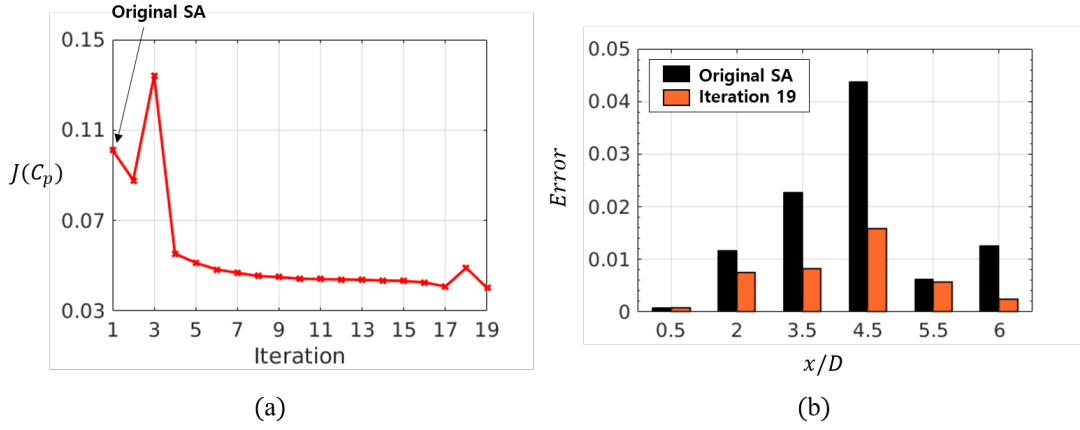 Original SA
0.15
0.11
0.07
0.03
J(C_p)
1 3 5 7 9 11 13 15 17 19
Iteration
(a)
0.05
0.04
0.03
0.02
0.01
0
Error
Original SA
Iteration 19
0.5 2 3.5 4.5 5.5 6
x/D
(b)